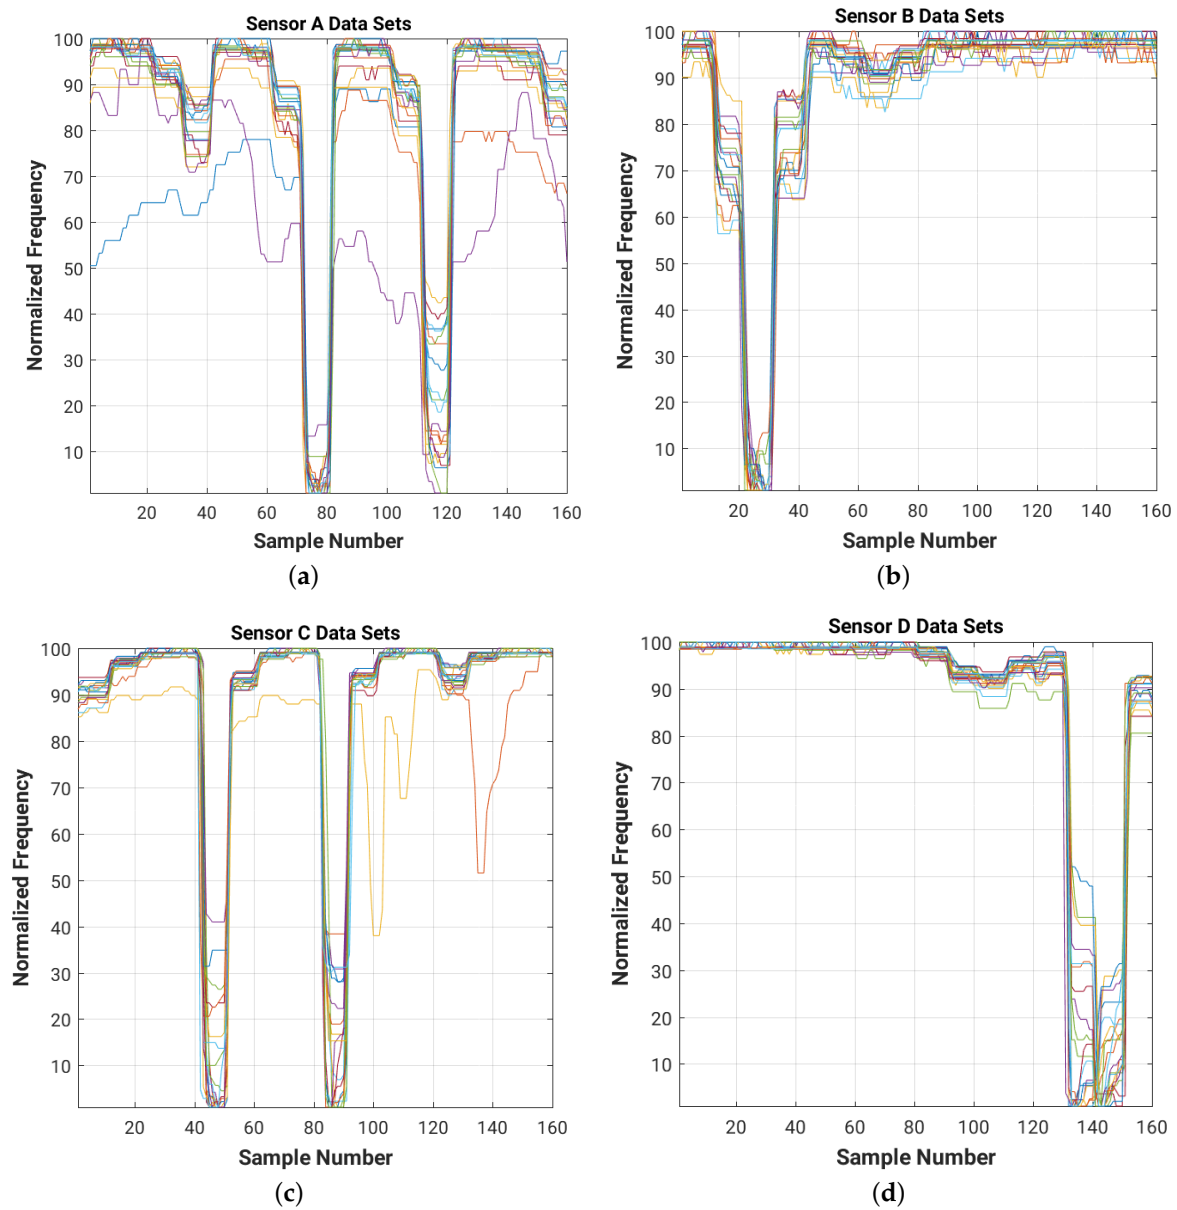 Sensor A Data Sets
100
90
80
70
60
50
40
30
20
10
Normalized Frequency
20 40 60 80 100 120 140 160
Sample Number
(a)
Sensor B Data Sets
100
90
80
70
60
50
40
30
20
10
Normalized Frequency
20 40 60 80 100 120 140 160
Sample Number
(b)
Sensor C Data Sets
100
90
80
70
60
50
40
30
20
10
Normalized Frequency
20 40 60 80 100 120 140 160
Sample Number
(c)
Sensor D Data Sets
100
90
80
70
60
50
40
30
20
10
Normalized Frequency
20 40 60 80 100 120 140 160
Sample Number
(d)